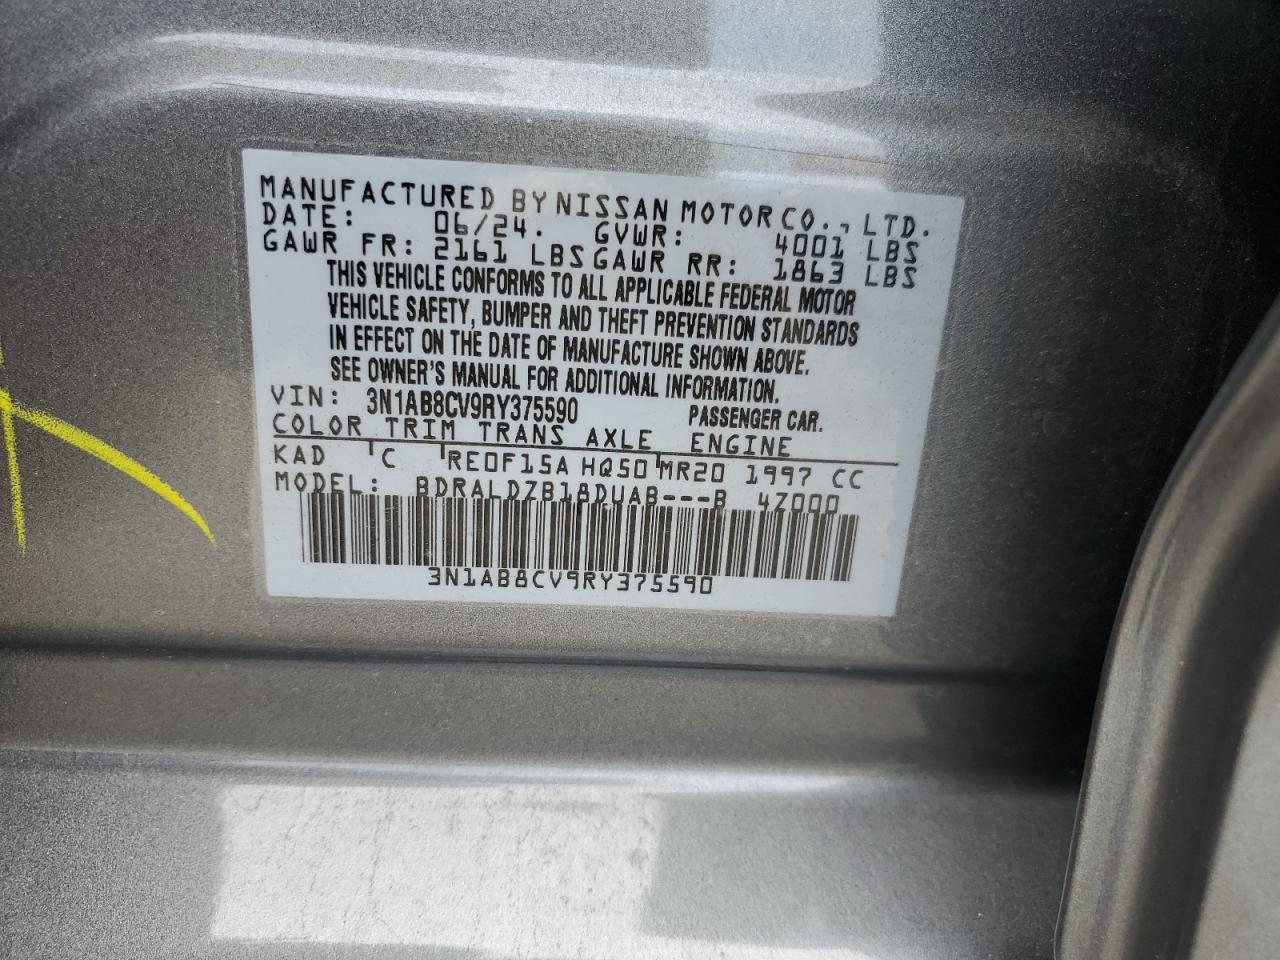 MANUFACTURED BY NISSAN MOTOR CO., LTD.
DATE: 06/24. GVWR: 4001 LBS
GAWR FR: 2161 LBS GAWR RR: 1863 LBS
THIS VEHICLE CONFORMS TO ALL APPLICABLE FEDERAL MOTOR
VEHICLE SAFETY, BUMPER AND THEFT PREVENTION STANDARDS
IN EFFECT ON THE DATE OF MANUFACTURE SHOWN ABOVE.
SEE OWNER'S MANUAL FOR ADDITIONAL INFORMATION.
VIN: 3N1AB8CV9RY375590 PASSENGER CAR.
COLOR TRIM TRANS AXLE ENGINE
KAD C RE0F15A HQ50 MR20 1997 CC
MODEL: BDRALDZB18DUAB---B 4Z000
3N1AB8CV9RY375590